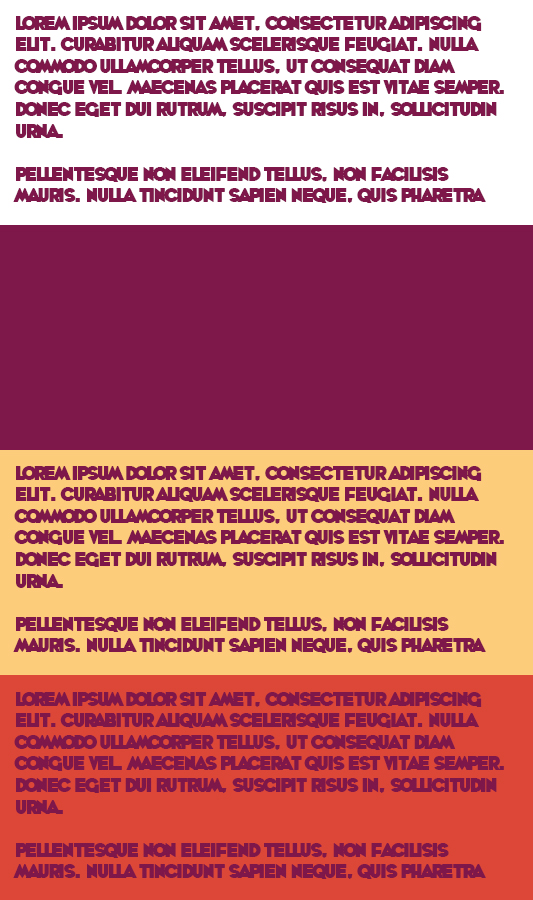 LOREM IPSUM DOLOR SIT AMET, CONSECTETUR ADIPISCING
ELIT. CURABITUR ALIQUAM SCELERISQUE FEUGIAT. NULLA
COMMODO ULLAMCORPER TELLUS, UT CONSEQUAT DIAM
CONGUE VEL. MAECENAS PLACERAT QUIS EST VITAE SEMPER.
DONEC EGET DUI RUTRUM, SUSCIPIT RISUS IN, SOLLICITUDIN
URNA.
PELLENTESQUE NON ELEIFEND TELLUS, NON FACILISIS
MAURIS. NULLA TINCIDUNT SAPIEN NEQUE, QUIS PHARETRA
LOREM IPSUM DOLOR SIT AMET, CONSECTETUR ADIPISCING
ELIT. CURABITUR ALIQUAM SCELERISQUE FEUGIAT. NULLA
COMMODO ULLAMCORPER TELLUS, UT CONSEQUAT DIAM
CONGUE VEL. MAECENAS PLACERAT QUIS EST VITAE SEMPER.
DONEC EGET DUI RUTRUM, SUSCIPIT RISUS IN, SOLLICITUDIN
URNA.
PELLENTESQUE NON ELEIFEND TELLUS, NON FACILISIS
MAURIS. NULLA TINCIDUNT SAPIEN NEQUE, QUIS PHARETRA
LOREM IPSUM DOLOR SIT AMET, CONSECTETUR ADIPISCING
ELIT. CURABITUR ALIQUAM SCELERISQUE FEUGIAT. NULLA
COMMODO ULLAMCORPER TELLUS, UT CONSEQUAT DIAM
CONGUE VEL. MAECENAS PLACERAT QUIS EST VITAE SEMPER.
DONEC EGET DUI RUTRUM, SUSCIPIT RISUS IN, SOLLICITUDIN
URNA.
PELLENTESQUE NON ELEIFEND TELLUS, NON FACILISIS
MAURIS. NULLA TINCIDUNT SAPIEN NEQUE, QUIS PHARETRA